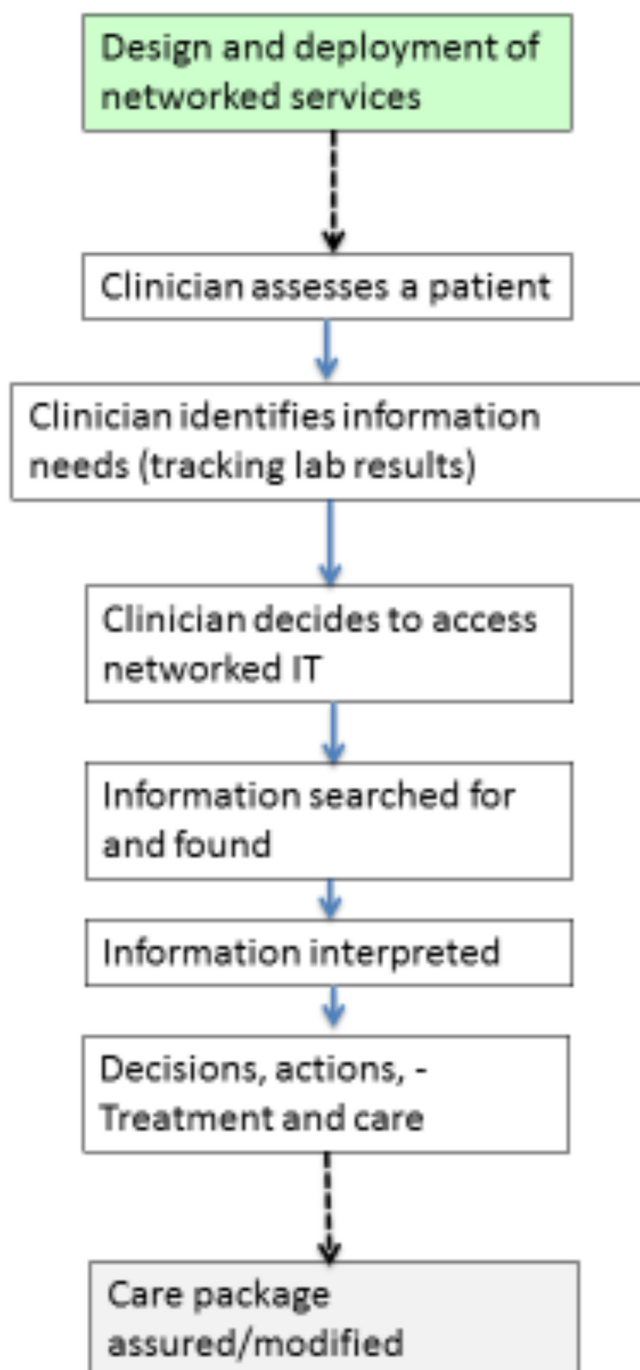 Design and deployment of
networked services
Clinician assesses a patient
Clinician identifies information
needs (tracking lab results)
Clinician decides to access
networked IT
Information searched for
and found
Information interpreted
Decisions, actions, -
Treatment and care
Care package
assured/modified